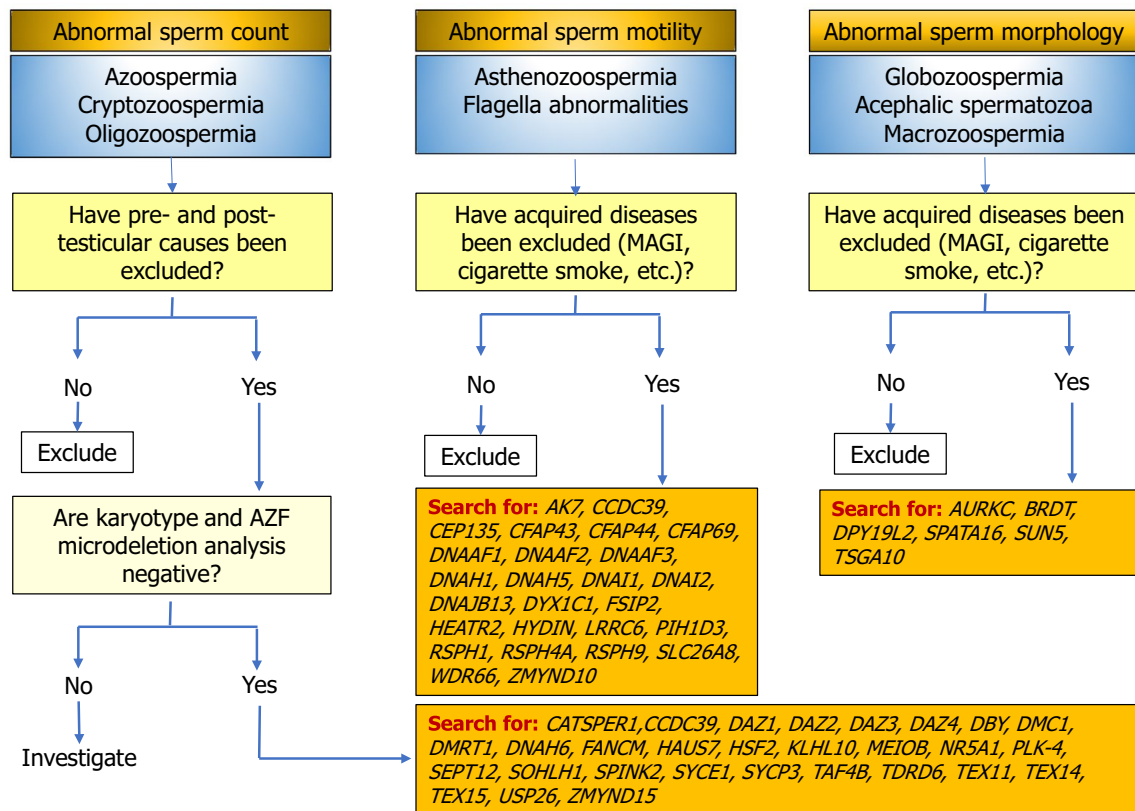 Abnormal sperm count
Azoospermia
Cryptozoospermia
Oligozoospermia
Have pre- and post-
testicular causes been
excluded?
No
Yes
Exclude
Are karyotype and AZF
microdeletion analysis
negative?
No
Yes
Investigate
Abnormal sperm motility
Asthenozoospermia
Flagella abnormalities
Have acquired diseases
been excluded (MAGI,
cigarette smoke, etc.)?
No
Yes
Exclude
Search for: AK7, CCDC39,
CEP135, CFAP43, CFAP44, CFAP69,
DNAAF1, DNAAF2, DNAAF3,
DNAH1, DNAH5, DNAI1, DNAI2,
DNAJB13, DYX1C1, FSIP2,
HEATR2, HYDIN, LRRC6, PIH1D3,
RSPH1, RSPH4A, RSPH9, SLC26A8,
WDR66, ZMYND10
Abnormal sperm morphology
Globozoospermia
Acephalic spermatozoa
Macrozoospermia
Have acquired diseases been
excluded (MAGI, cigarette
smoke, etc.)?
No
Yes
Exclude
Search for: AURKC, BRDT,
DPY19L2, SPATA16, SUN5,
TSGA10
Search for: CATSPER1,CCDC39, DAZ1, DAZ2, DAZ3, DAZ4, DBY, DMC1,
DMRT1, DNAH6, FANCM, HAUS7, HSF2, KLHL10, MEIOB, NR5A1, PLK-4,
SEPT12, SOHLH1, SPINK2, SYCE1, SYCP3, TAF4B, TDRD6, TEX11, TEX14,
TEX15, USP26, ZMYND15